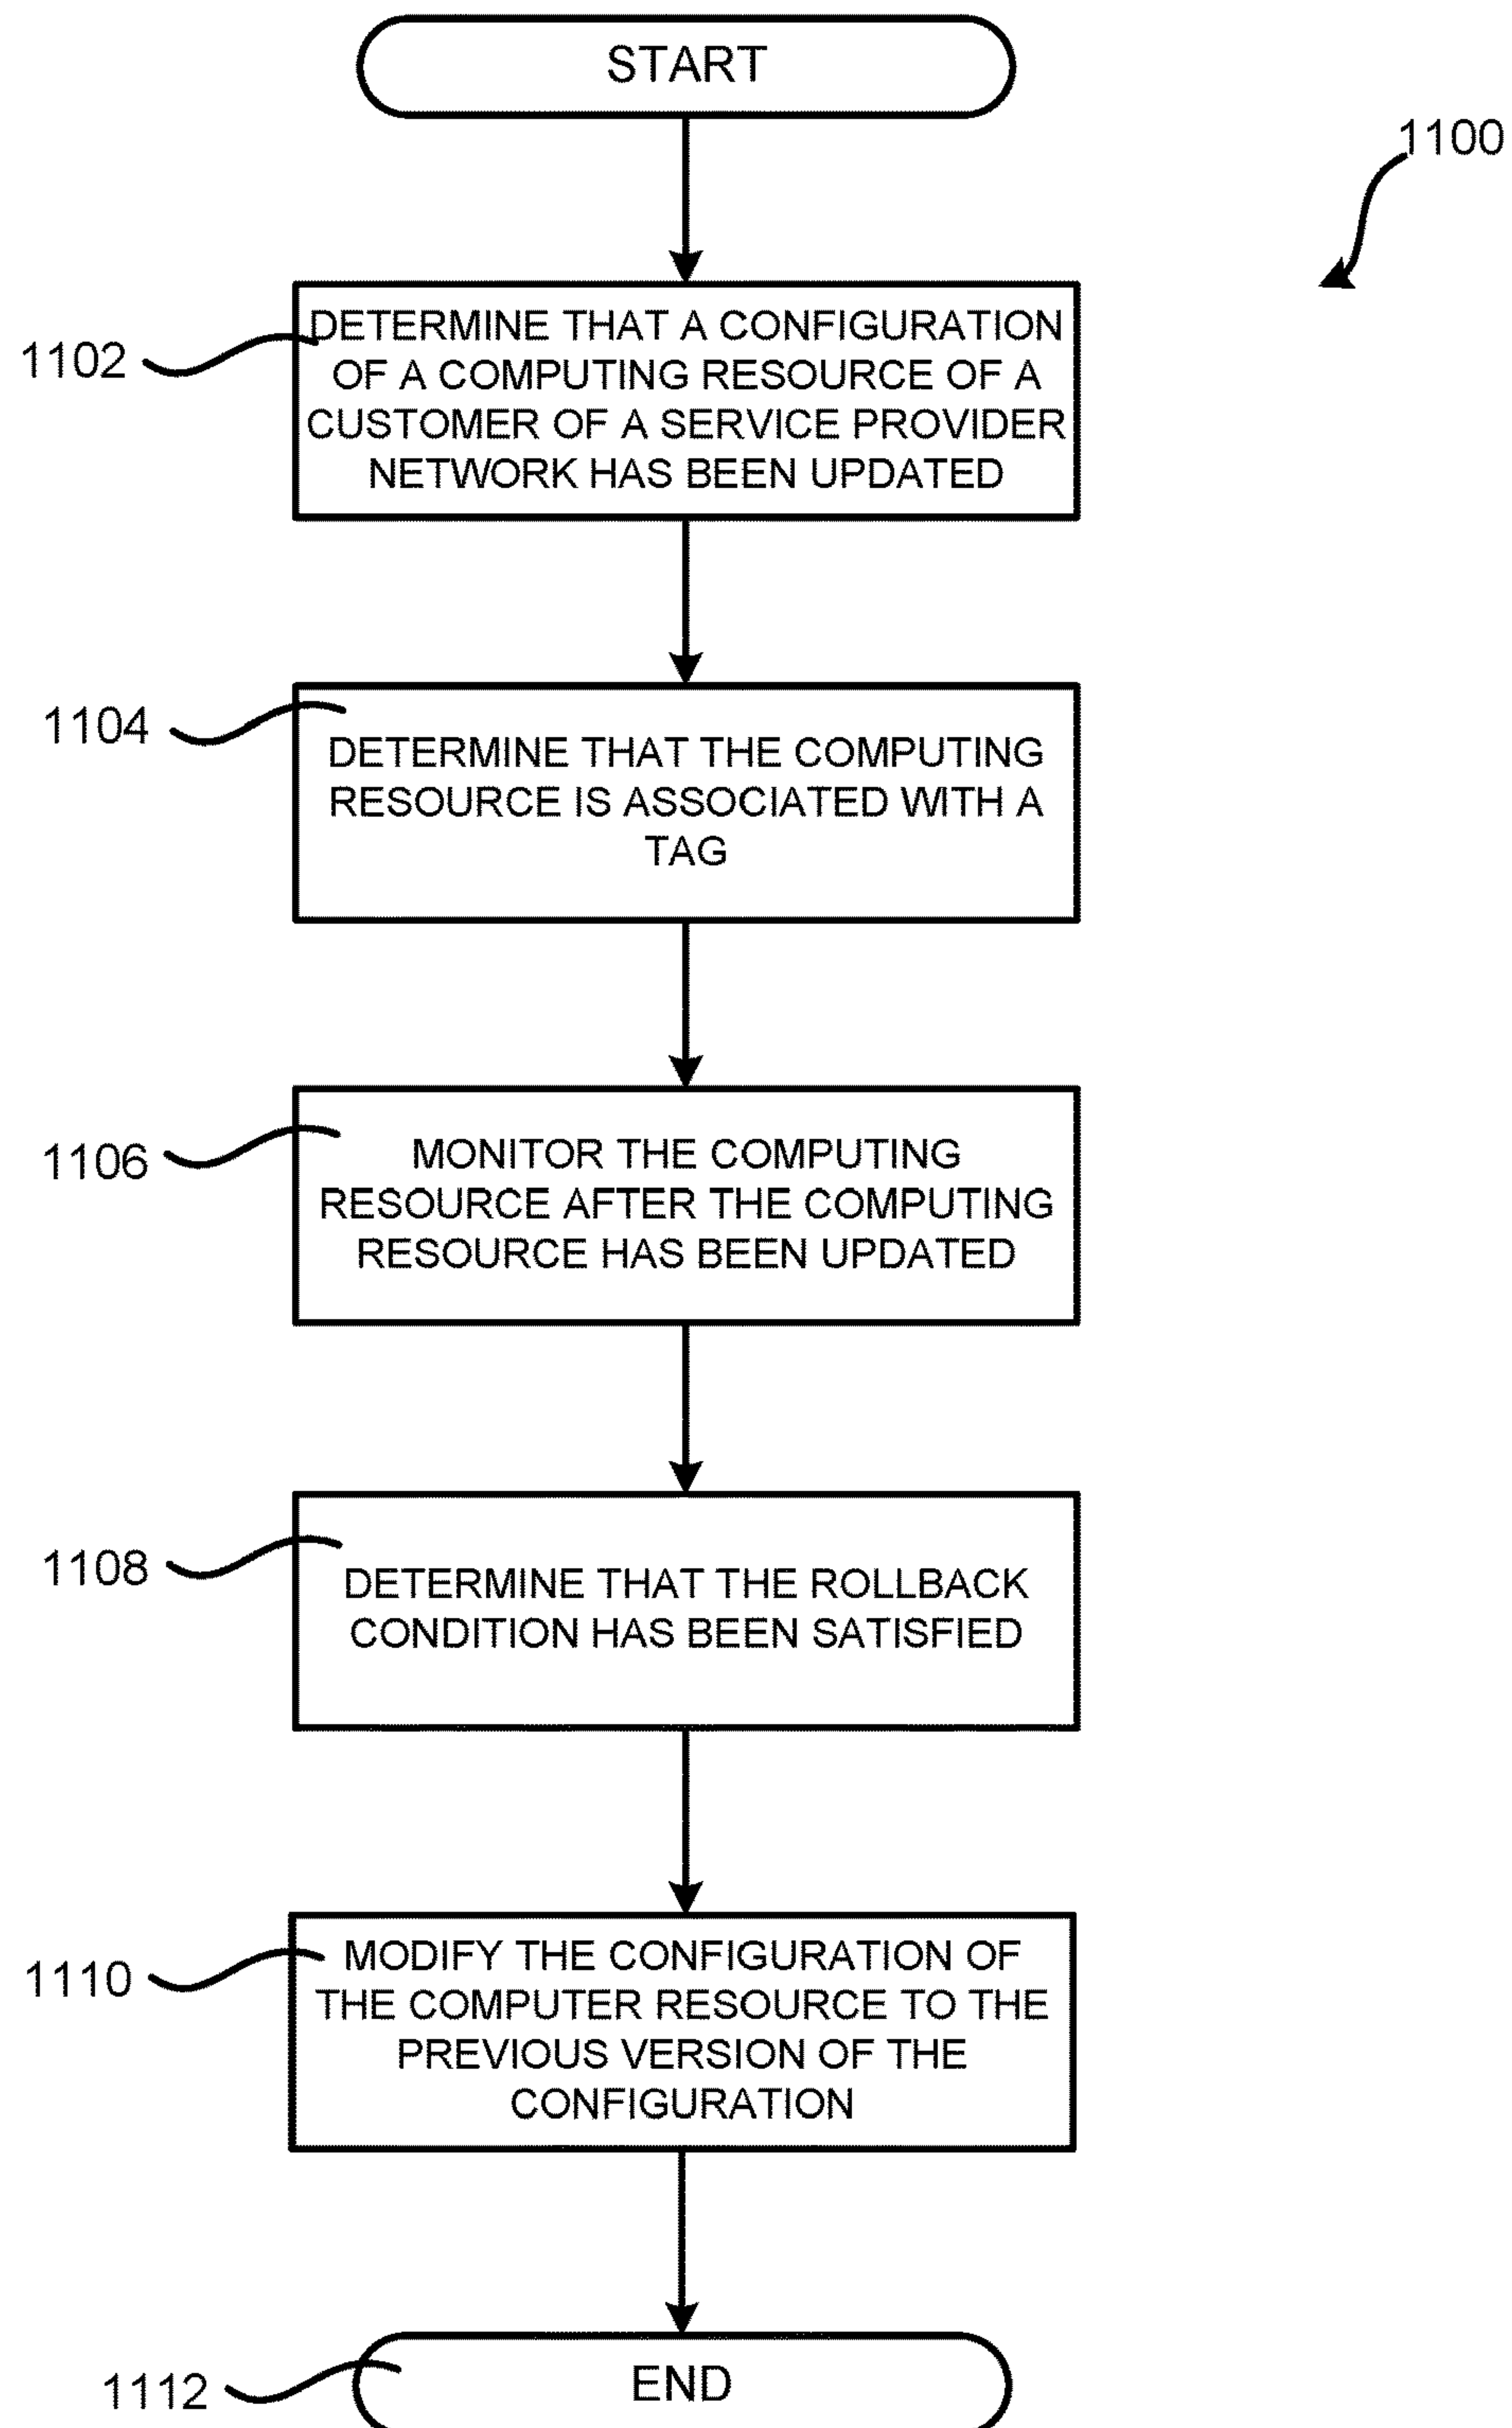 START
1100
1102
DETERMINE THAT A CONFIGURATION
OF A COMPUTING RESOURCE OF A
CUSTOMER OF A SERVICE PROVIDER
NETWORK HAS BEEN UPDATED
1104
DETERMINE THAT THE COMPUTING
RESOURCE IS ASSOCIATED WITH A
TAG
1106
MONITOR THE COMPUTING
RESOURCE AFTER THE COMPUTING
RESOURCE HAS BEEN UPDATED
1108
DETERMINE THAT THE ROLLBACK
CONDITION HAS BEEN SATISFIED
1110
MODIFY THE CONFIGURATION OF
THE COMPUTER RESOURCE TO THE
PREVIOUS VERSION OF THE
CONFIGURATION
1112
END